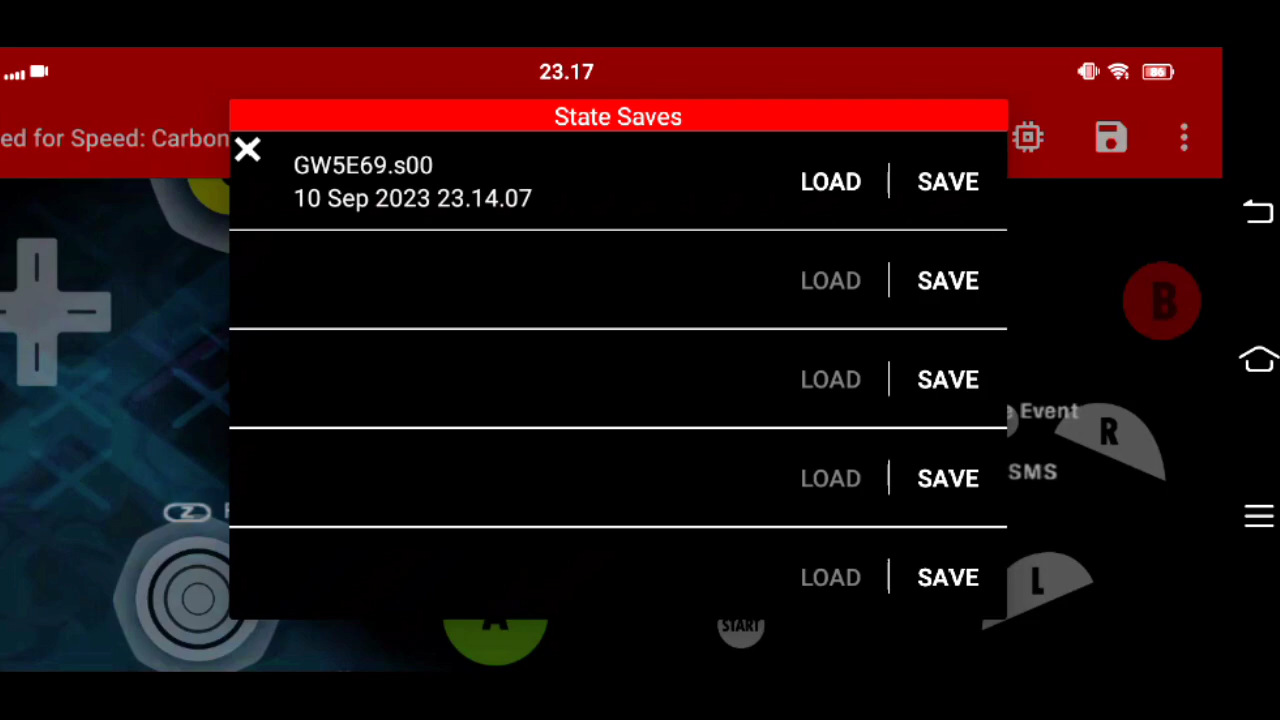 23.17
86
State Saves
ed for Speed: Carbon
GW5E69.s00
10 Sep 2023 23.14.07
LOAD SAVE
LOAD SAVE
B
LOAD SAVE
Event
R
SMS
LOAD SAVE
Z
LOAD SAVE
L
A
START